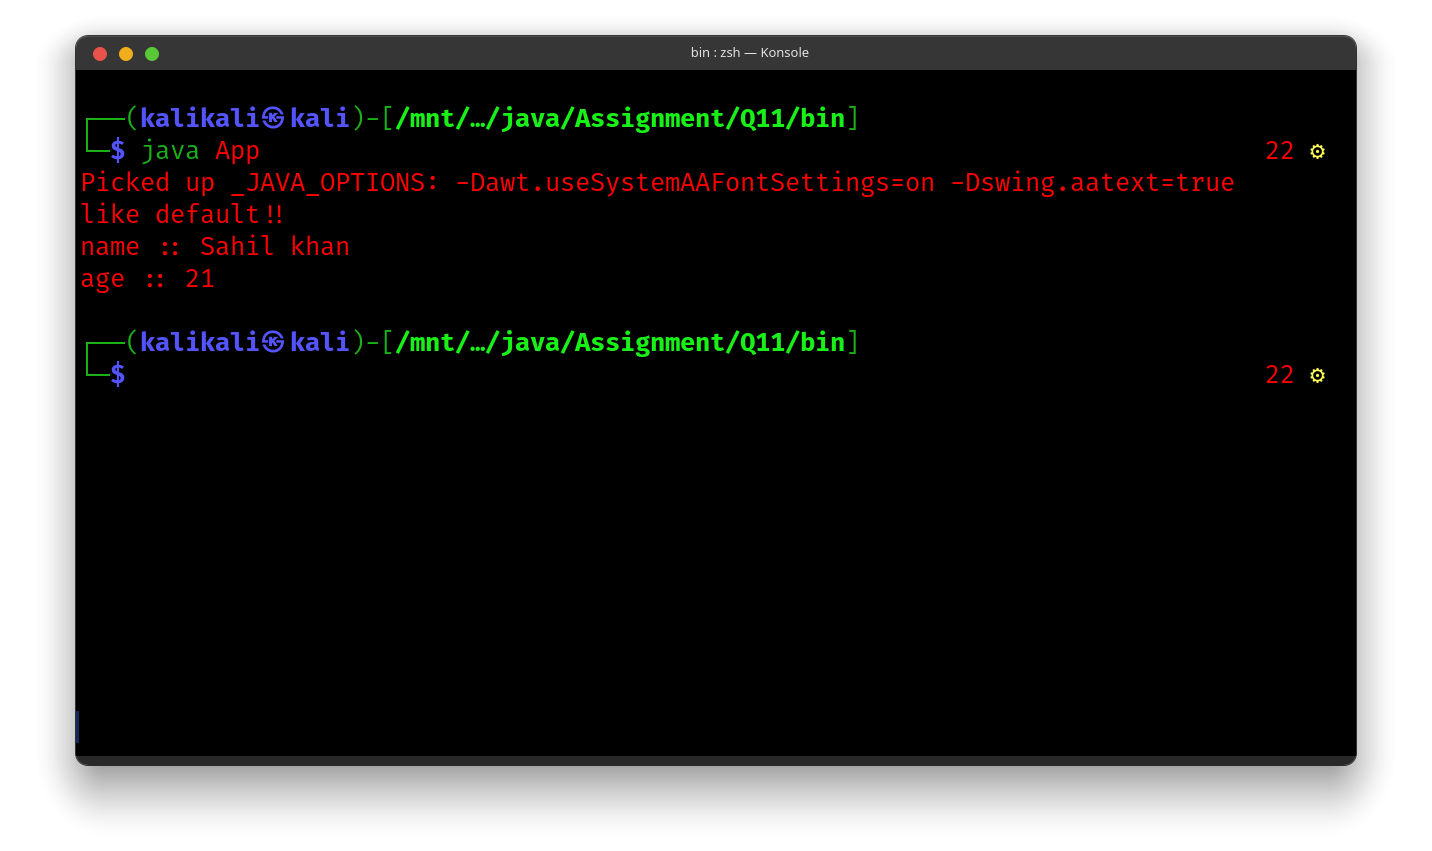 bin : zsh — Konsole
┌──(kalikali㉿kali)-[/mnt/…/java/Assignment/Q11/bin]
└─$ java App 22 ⚙
Picked up _JAVA_OPTIONS: -Dawt.useSystemAAFontSettings=on -Dswing.aatext=true
like default!!
name :: Sahil khan
age :: 21
┌──(kalikali㉿kali)-[/mnt/…/java/Assignment/Q11/bin]
└─$ 22 ⚙